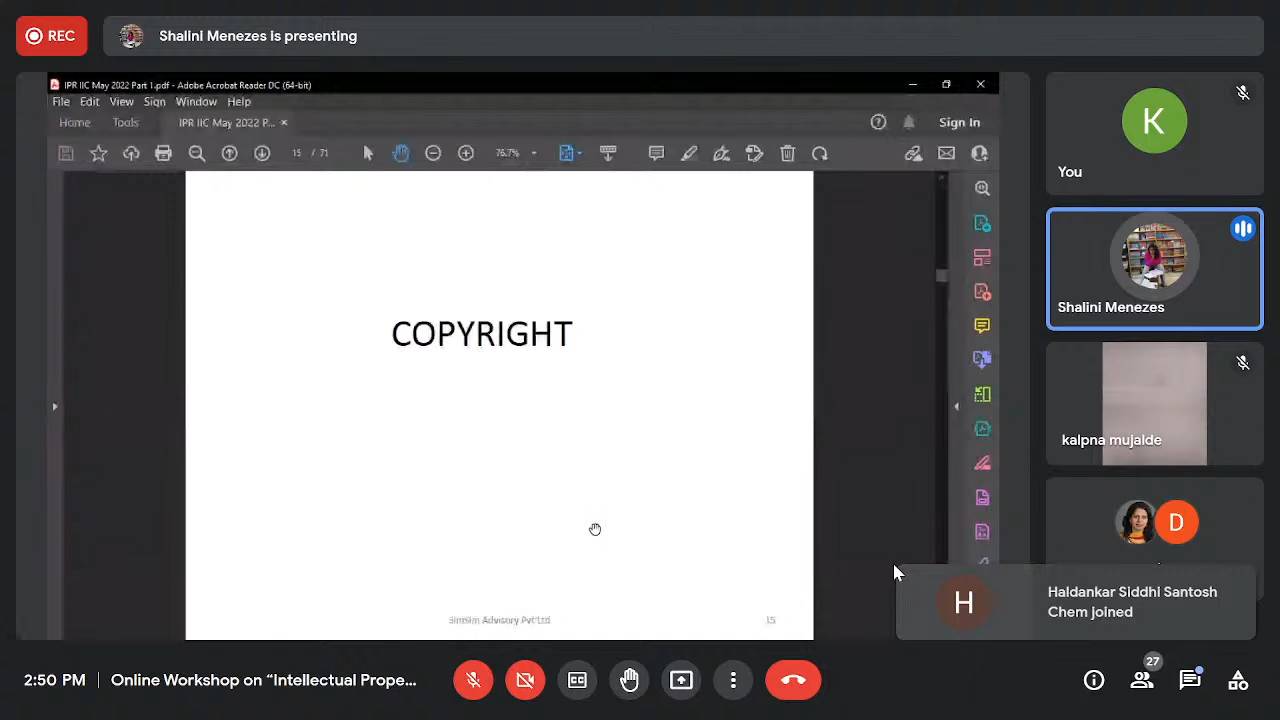 REC
Shalini Menezes is presenting
IPR IIC May 2022 Part 1.pdf - Adobe Acrobat Reader DC (64-bit)
File Edit View Sign Window Help
Home Tools IPR IIC May 2022 P... ×
Sign In
15 / 71
76.7%
COPYRIGHT
SimSim Advisory Pvt Ltd
15
K
You
Shalini Menezes
kalpna mujalde
D
H
Haldankar Siddhi Santosh
Chem joined
2:50 PM | Online Workshop on “Intellectual Prope...
27